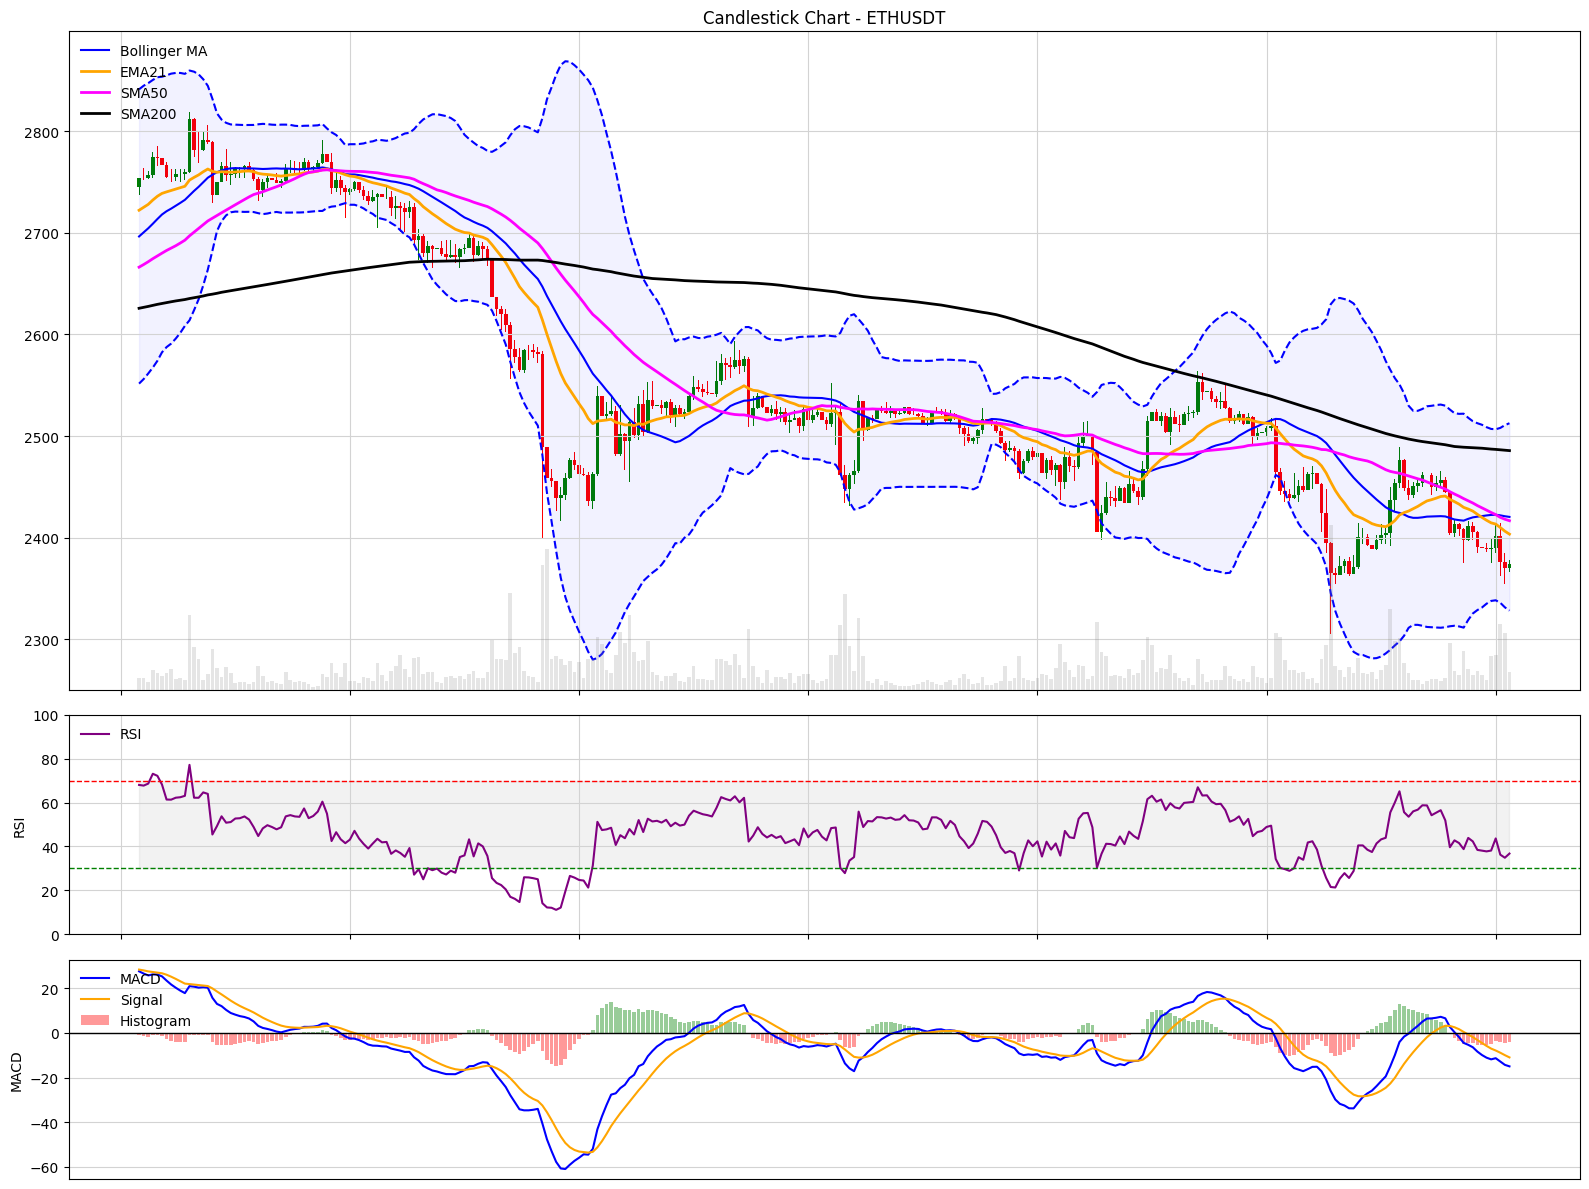 Candlestick Chart - ETHUSDT
Bollinger MA
EMA21
SMA50
SMA200
2800
2700
2600
2500
2400
2300
RSI
100
80
60
40
20
0
RSI
MACD
Signal
Histogram
20
0
−20
−40
−60
MACD